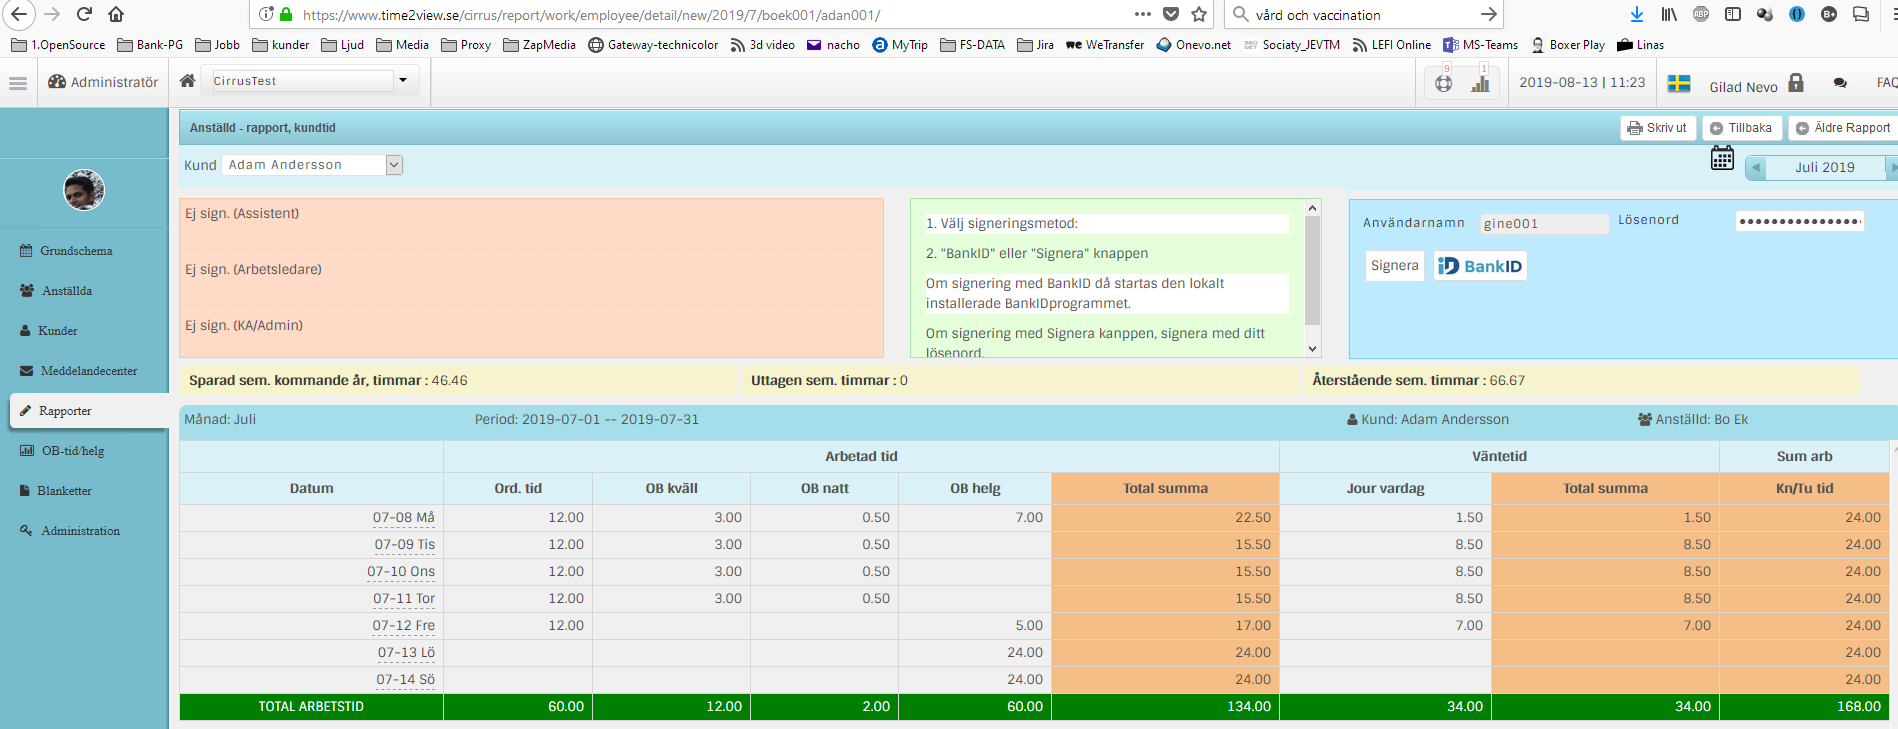 https://www.time2view.se/cirrus/report/work/employee/detail/new/2019/7/boek001/adan001/
vård och vaccination
1.OpenSource Bank-PG Jobb kunder Ljud Media Proxy ZapMedia Gateway-technicolor 3d video nacho MyTrip FS-DATA Jira WeTransfer Onevo.net Sociaty_JEVTM LEFI Online MS-Teams Boxer Play Linas
Administratör CirrusTest 9 1 2019-08-13 | 11:23 Gilad Nevo FAQ
Anställd - rapport, kundtid Skriv ut Tillbaka Äldre Rapport
Kund Adam Andersson Juli 2019
Grundschema
Anställda
Kunder
Meddelandecenter
Rapporter
OB-tid/helg
Blanketter
Administration
Ej sign. (Assistent)
Ej sign. (Arbetsledare)
Ej sign. (KA/Admin)
1. Välj signeringsmetod:
2. "BankID" eller "Signera" knappen
Om signering med BankID då startas den lokalt
installerade BankIDprogrammet.
Om signering med Signera kanppen, signera med ditt
lösenord.
Användarnamn gine001 Lösenord
Signera BankID
Sparad sem. kommande år, timmar : 46.46 Uttagen sem. timmar : 0 Återstående sem. timmar : 66.67
Månad: Juli Period: 2019-07-01 -- 2019-07-31 Kund: Adam Andersson Anställd: Bo Ek
Arbetad tid Väntetid Sum arb
Datum Ord. tid OB kväll OB natt OB helg Total summa Jour vardag Total summa Kn/Tu tid
07-08 Må 12.00 3.00 0.50 7.00 22.50 1.50 1.50 24.00
07-09 Tis 12.00 3.00 0.50 15.50 8.50 8.50 24.00
07-10 Ons 12.00 3.00 0.50 15.50 8.50 8.50 24.00
07-11 Tor 12.00 3.00 0.50 15.50 8.50 8.50 24.00
07-12 Fre 12.00 5.00 17.00 7.00 7.00 24.00
07-13 Lö 24.00 24.00 24.00
07-14 Sö 24.00 24.00 24.00
TOTAL ARBETSTID 60.00 12.00 2.00 60.00 134.00 34.00 34.00 168.00